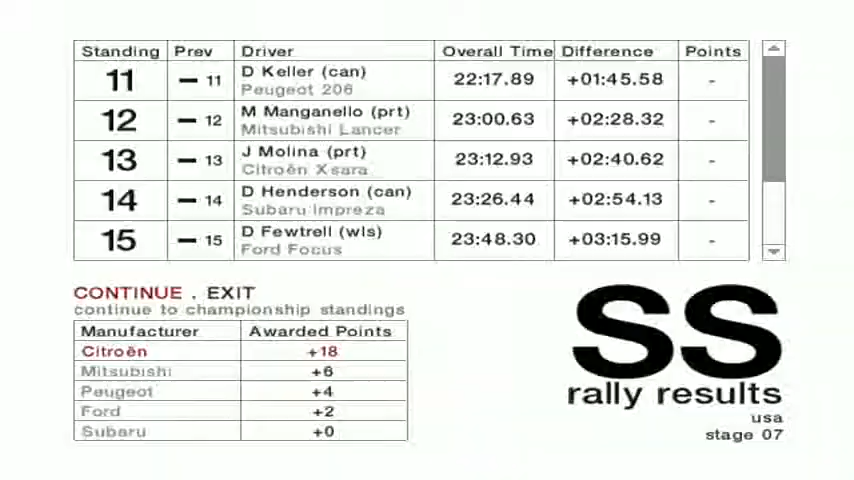 Standing Prev Driver Overall Time Difference Points
11 — 11 D Keller (can) 22:17.89 +01:45.58 -
Peugeot 206
12 — 12 M Manganello (prt) 23:00.63 +02:28.32 -
Mitsubishi Lancer
13 — 13 J Molina (prt) 23:12.93 +02:40.62 -
Citroën Xsara
14 — 14 D Henderson (can) 23:26.44 +02:54.13 -
Subaru Impreza
15 — 15 D Fewtrell (wls) 23:48.30 +03:15.99 -
Ford Focus
CONTINUE . EXIT
continue to championship standings
Manufacturer Awarded Points
Citroën +18
Mitsubishi +6
Peugeot +4
Ford +2
Subaru +0
SS
rally results
usa
stage 07